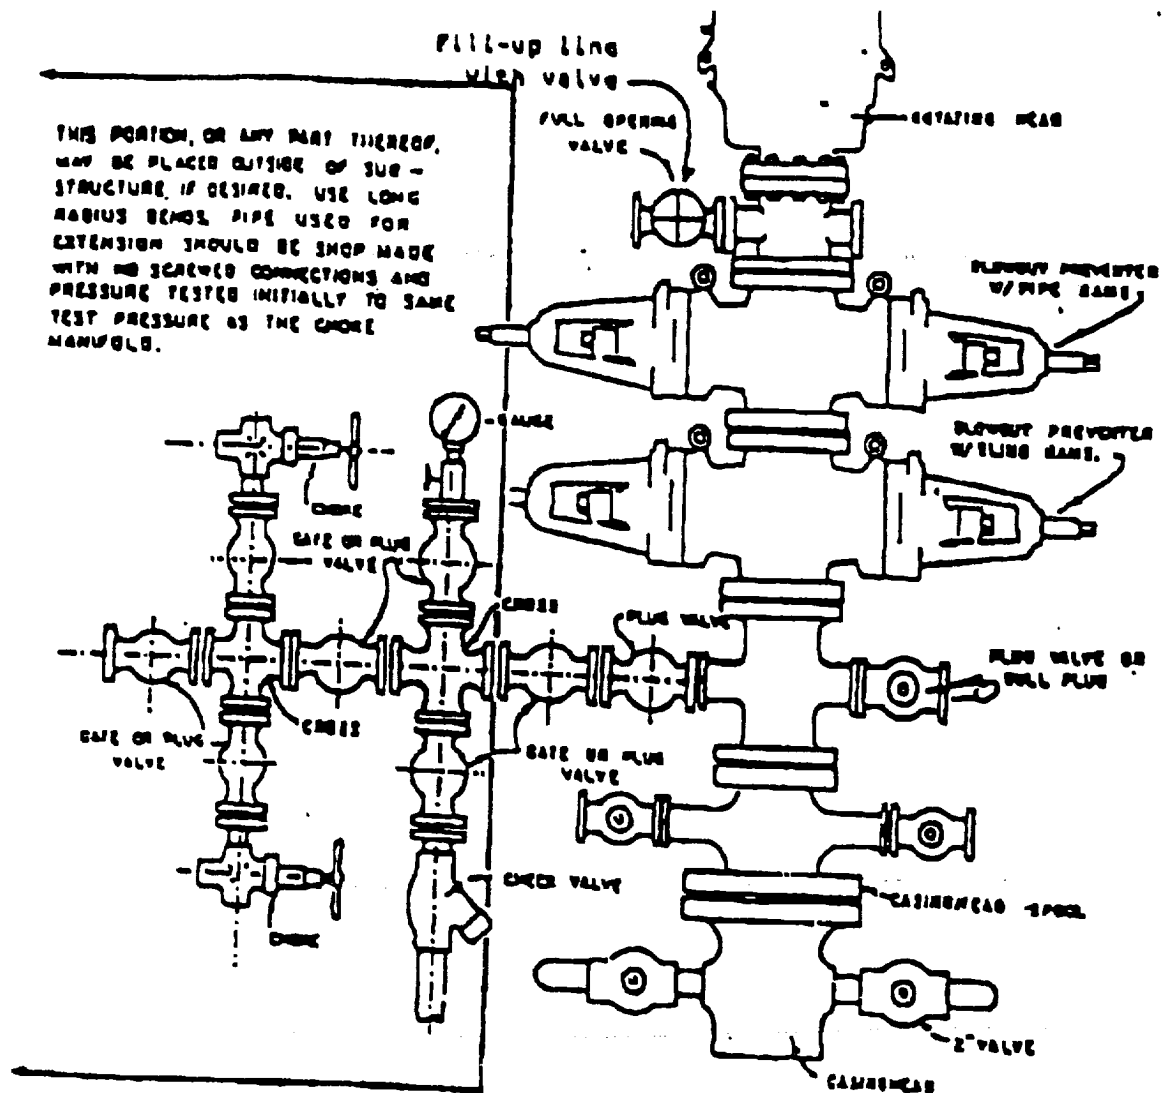 Fill-up line
with valve
FULL OPENING
VALVE
ROTATING HEAD
THIS PORTION, OR ANY PART THEREOF,
MAY BE PLACED OUTSIDE OF SUB-
STRUCTURE, IF DESIRED. USE LONG
RADIUS BENDS. PIPE USED FOR
EXTENSION SHOULD BE SHOP MADE
WITH NO SCREWED CONNECTIONS AND
PRESSURE TESTED INITIALLY TO SAME
TEST PRESSURE AS THE CHOKE
MANIFOLD.
BLOWOUT PREVENTER
W/PIPE RAMS.
GAUGE
BLOWOUT PREVENTER
W/BLIND RAMS.
CHOKE
GATE OR PLUG
VALVE
CROSS
PLUG VALVE
PLUG VALVE OR
BULL PLUG
CROSS
GATE OR PLUG
VALVE
GATE OR PLUG
VALVE
CHECK VALVE
CASINGHEAD SPOOL
CHOKE
2" VALVE
CASINGHEAD